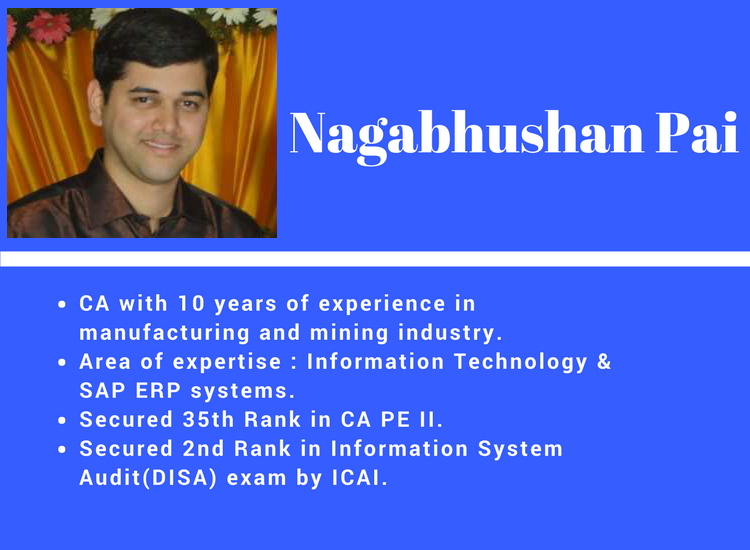 Nagabhushan Pai
CA with 10 years of experience in
manufacturing and mining industry.
Area of expertise : Information Technology &
SAP ERP systems.
Secured 35th Rank in CA PE II.
Secured 2nd Rank in Information System
Audit(DISA) exam by ICAI.